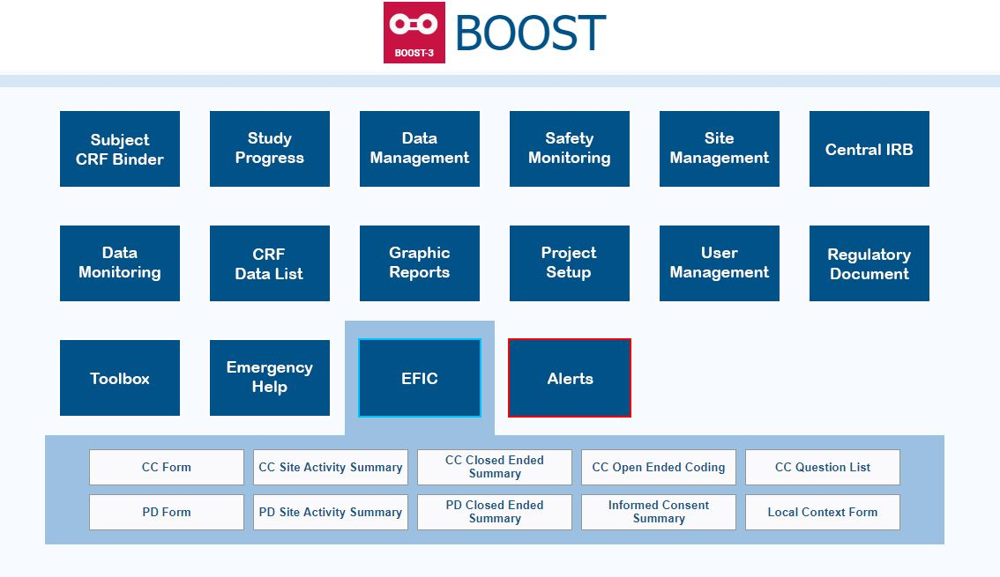 BOOST-3
BOOST
Subject
CRF Binder
Study
Progress
Data
Management
Safety
Monitoring
Site
Management
Central IRB
Data
Monitoring
CRF
Data List
Graphic
Reports
Project
Setup
User
Management
Regulatory
Document
Toolbox
Emergency
Help
EFIC
Alerts
CC Form
CC Site Activity Summary
CC Closed Ended
Summary
CC Open Ended Coding
CC Question List
PD Form
PD Site Activity Summary
PD Closed Ended
Summary
Informed Consent
Summary
Local Context Form